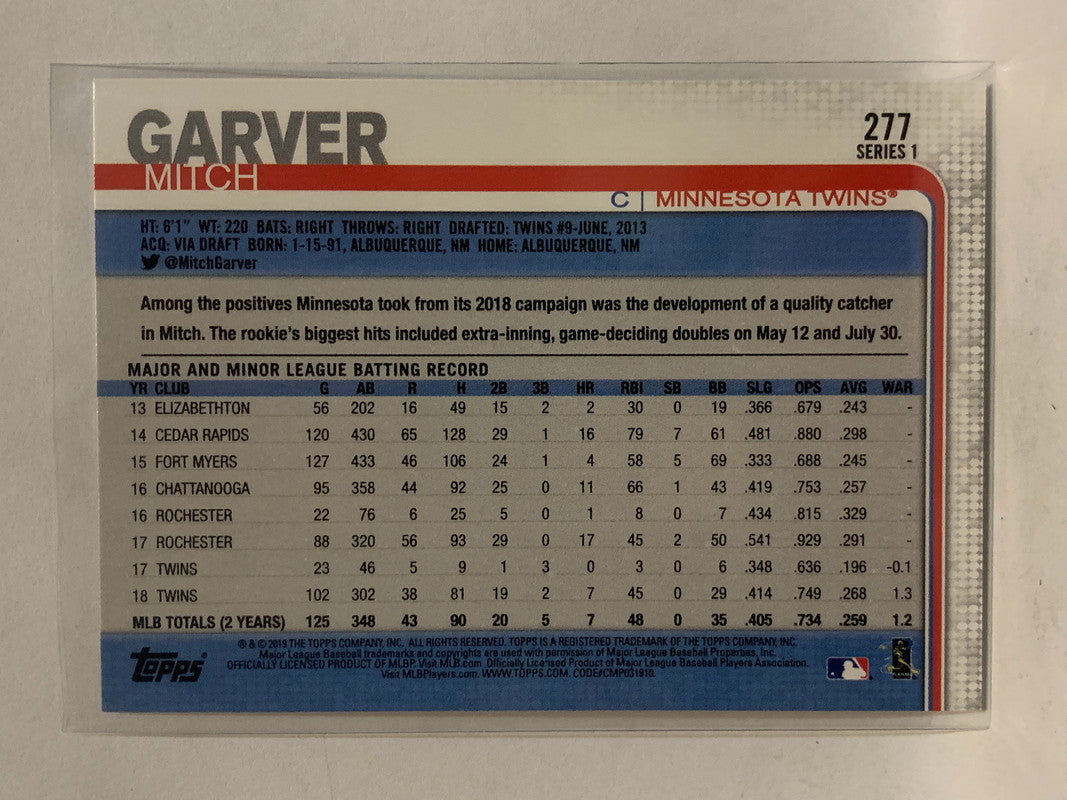 GARVER
MITCH
277
SERIES 1
C | MINNESOTA TWINS®
HT: 6'1" WT: 220 BATS: RIGHT THROWS: RIGHT DRAFTED: TWINS #9-JUNE, 2013
ACQ: VIA DRAFT BORN: 1-15-91, ALBUQUERQUE, NM HOME: ALBUQUERQUE, NM
@MitchGarver
Among the positives Minnesota took from its 2018 campaign was the development of a quality catcher
in Mitch. The rookie's biggest hits included extra-inning, game-deciding doubles on May 12 and July 30.
MAJOR AND MINOR LEAGUE BATTING RECORD
YR CLUB G AB R H 2B 3B HR RBI SB BB SLG OPS AVG WAR
13 ELIZABETHTON 56 202 16 49 15 2 2 30 0 19 .366 .679 .243 -
14 CEDAR RAPIDS 120 430 65 128 29 1 16 79 7 61 .481 .880 .298 -
15 FORT MYERS 127 433 46 106 24 1 4 58 5 69 .333 .688 .245 -
16 CHATTANOOGA 95 358 44 92 25 0 11 66 1 43 .419 .753 .257 -
16 ROCHESTER 22 76 6 25 5 0 1 8 0 7 .434 .815 .329 -
17 ROCHESTER 88 320 56 93 29 0 17 45 2 50 .541 .929 .291 -
17 TWINS 23 46 5 9 1 3 0 3 0 6 .348 .636 .196 -0.1
18 TWINS 102 302 38 81 19 2 7 45 0 29 .414 .749 .268 1.3
MLB TOTALS (2 YEARS) 125 348 43 90 20 5 7 48 0 35 .405 .734 .259 1.2
® & © 2019 THE TOPPS COMPANY, INC. ALL RIGHTS RESERVED. TOPPS IS A REGISTERED TRADEMARK OF THE TOPPS COMPANY, INC.
Major League Baseball trademarks and copyrights are used with permission of Major League Baseball Properties, Inc.
OFFICIALLY LICENSED PRODUCT OF MLBP. Visit MLB.com. Officially Licensed Product of Major League Baseball Players Association.
Visit MLBPlayers.com. WWW.TOPPS.COM. CODE#CMP031910.
TOPPS®